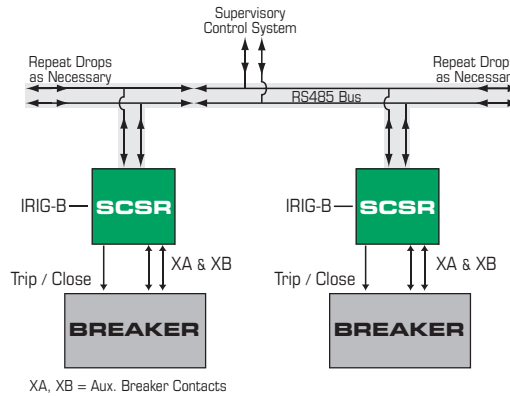 Supervisory
Control System
Repeat Drops
as Necessary
Repeat Drop
as Necessar
RS485 Bus
IRIG-B
SCSR
IRIG-B
SCSR
Trip / Close
XA & XB
Trip / Close
XA & XB
BREAKER
BREAKER
XA, XB = Aux. Breaker Contacts